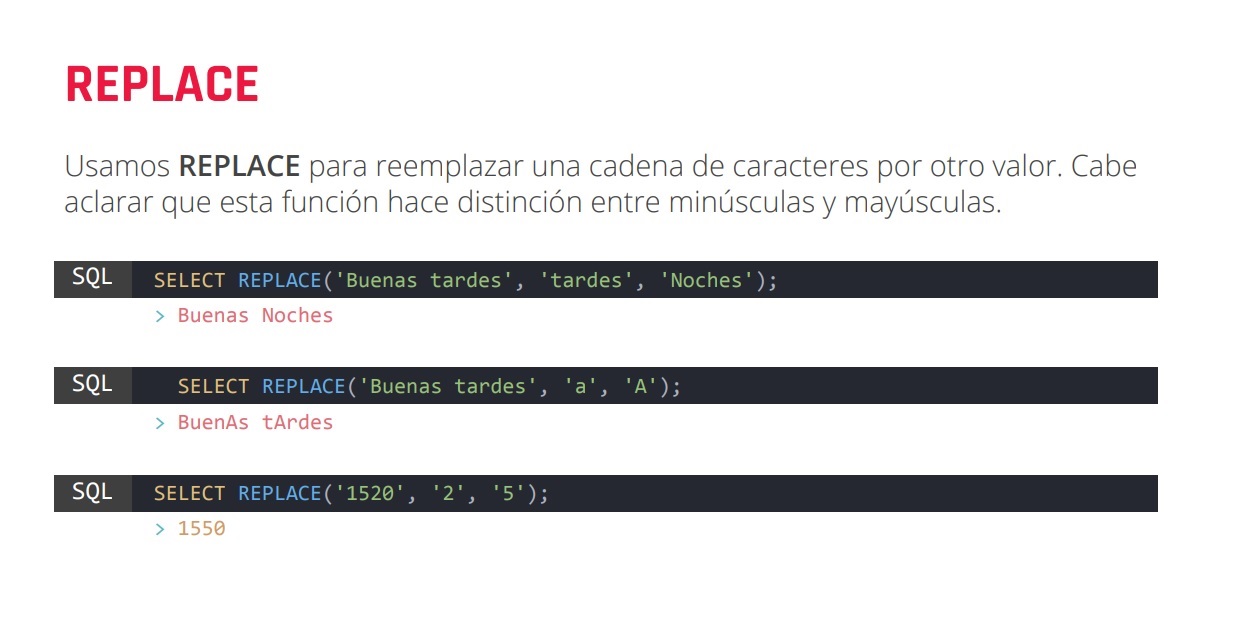 REPLACE
Usamos REPLACE para reemplazar una cadena de caracteres por otro valor. Cabe
aclarar que esta función hace distinción entre minúsculas y mayúsculas.
SQL SELECT REPLACE('Buenas tardes', 'tardes', 'Noches');
> Buenas Noches
SQL SELECT REPLACE('Buenas tardes', 'a', 'A');
> BuenAs tArdes
SQL SELECT REPLACE('1520', '2', '5');
> 1550